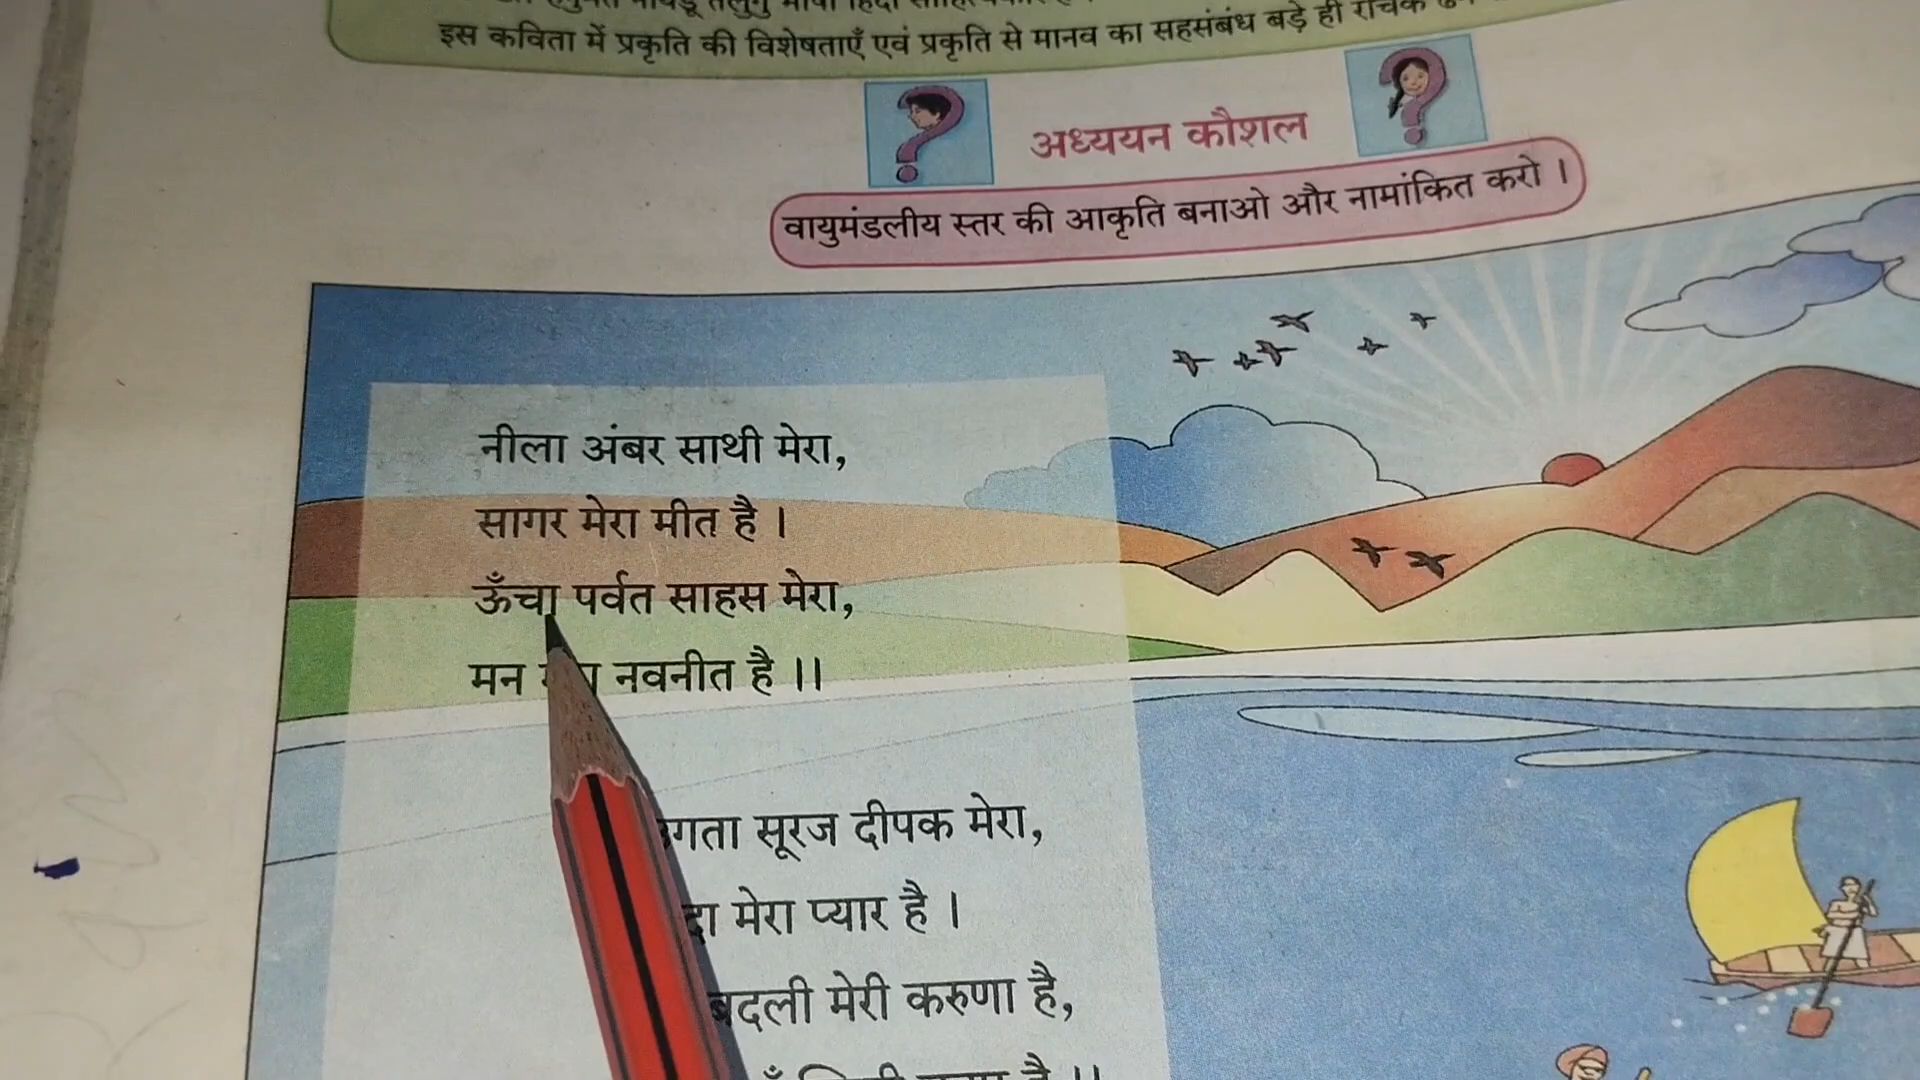 इस कविता में प्रकृति की विशेषताएँ एवं प्रकृति से मानव का सहसंबंध बड़े ही रोचक
अध्ययन कौशल
वायुमंडलीय स्तर की आकृति बनाओ और नामांकित करो ।
नीला अंबर साथी मेरा,
सागर मेरा मीत है ।
ऊँचा पर्वत साहस मेरा,
मन नवनीत है ।।
सूरज दीपक मेरा,
मेरा प्यार है ।
बदली मेरी करुणा है,